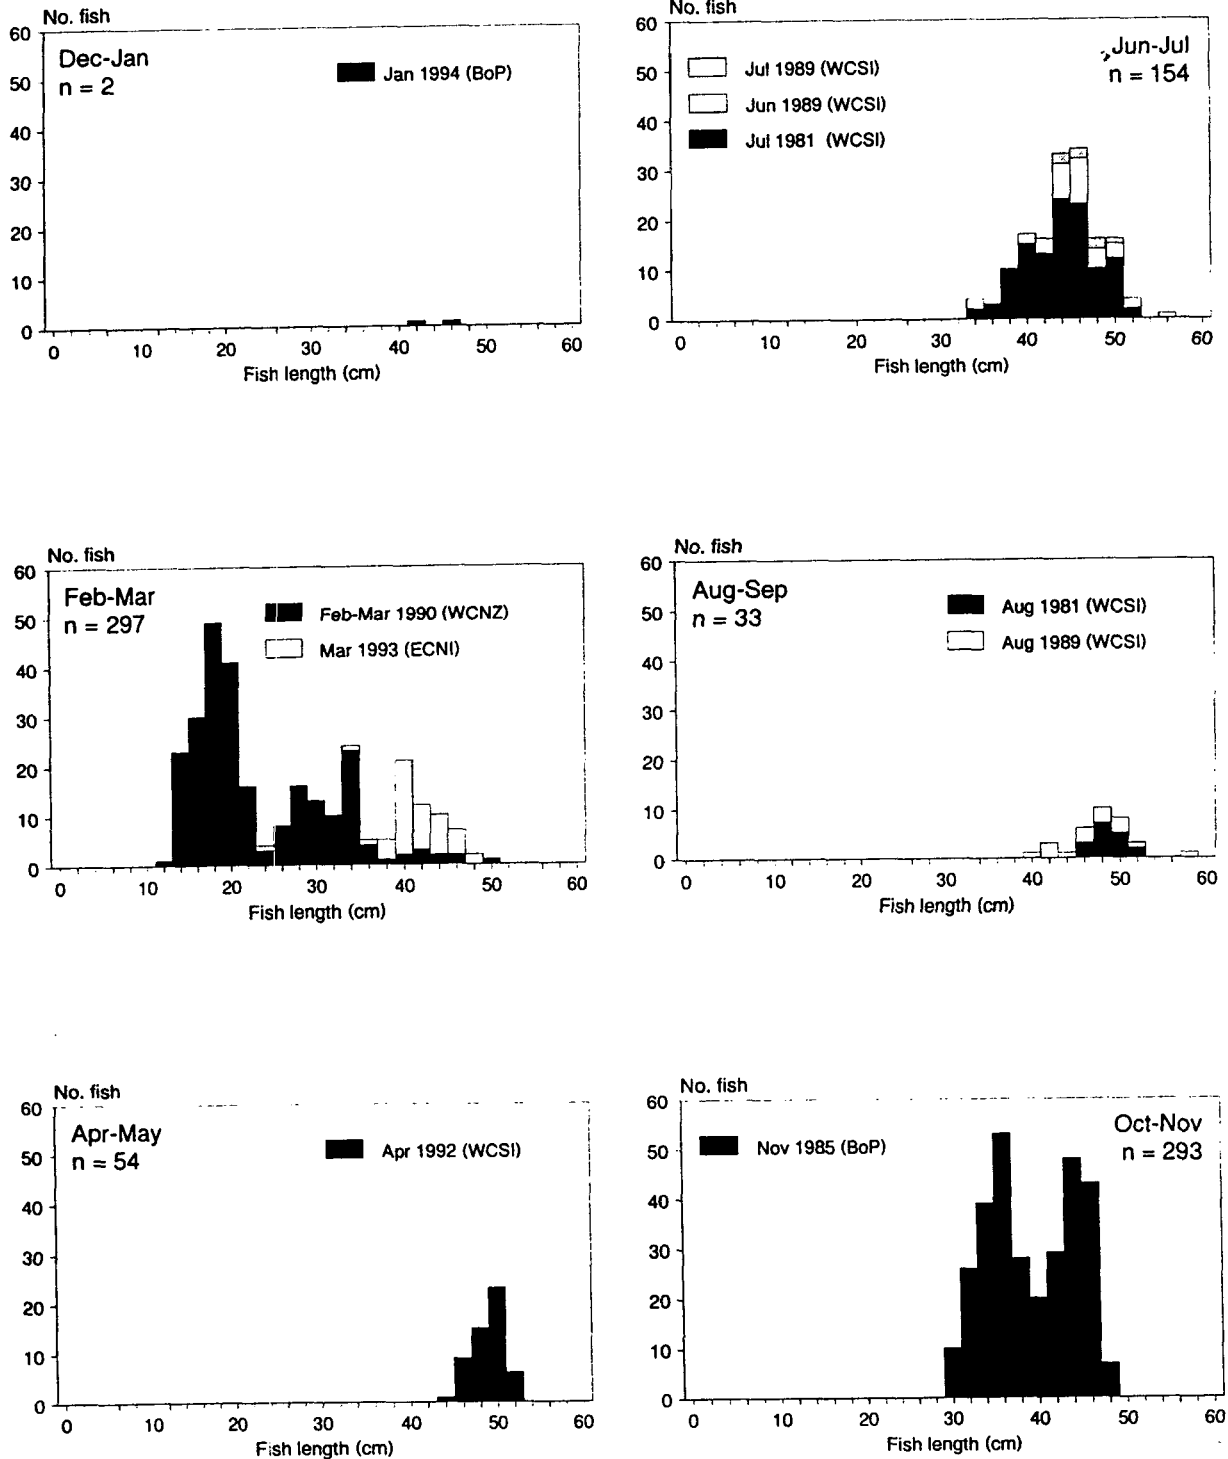 No. fish
60
50
40
30
20
10
0
Dec-Jan
n = 2
Jan 1994 (BoP)
0 10 20 30 40 50 60
Fish length (cm)
No. fish
60
50
40
30
20
10
0
Jun-Jul
n = 154
Jul 1989 (WCSI)
Jun 1989 (WCSI)
Jul 1981 (WCSI)
0 10 20 30 40 50 60
Fish length (cm)
No. fish
60
50
40
30
20
10
0
Feb-Mar
n = 297
Feb-Mar 1990 (WCNZ)
Mar 1993 (ECNI)
0 10 20 30 40 50 60
Fish length (cm)
No. fish
60
50
40
30
20
10
0
Aug-Sep
n = 33
Aug 1981 (WCSI)
Aug 1989 (WCSI)
0 10 20 30 40 50 60
Fish length (cm)
No. fish
60
50
40
30
20
10
0
Apr-May
n = 54
Apr 1992 (WCSI)
0 10 20 30 40 50 60
Fish length (cm)
No. fish
60
50
40
30
20
10
0
Oct-Nov
n = 293
Nov 1985 (BoP)
0 10 20 30 40 50 60
Fish length (cm)